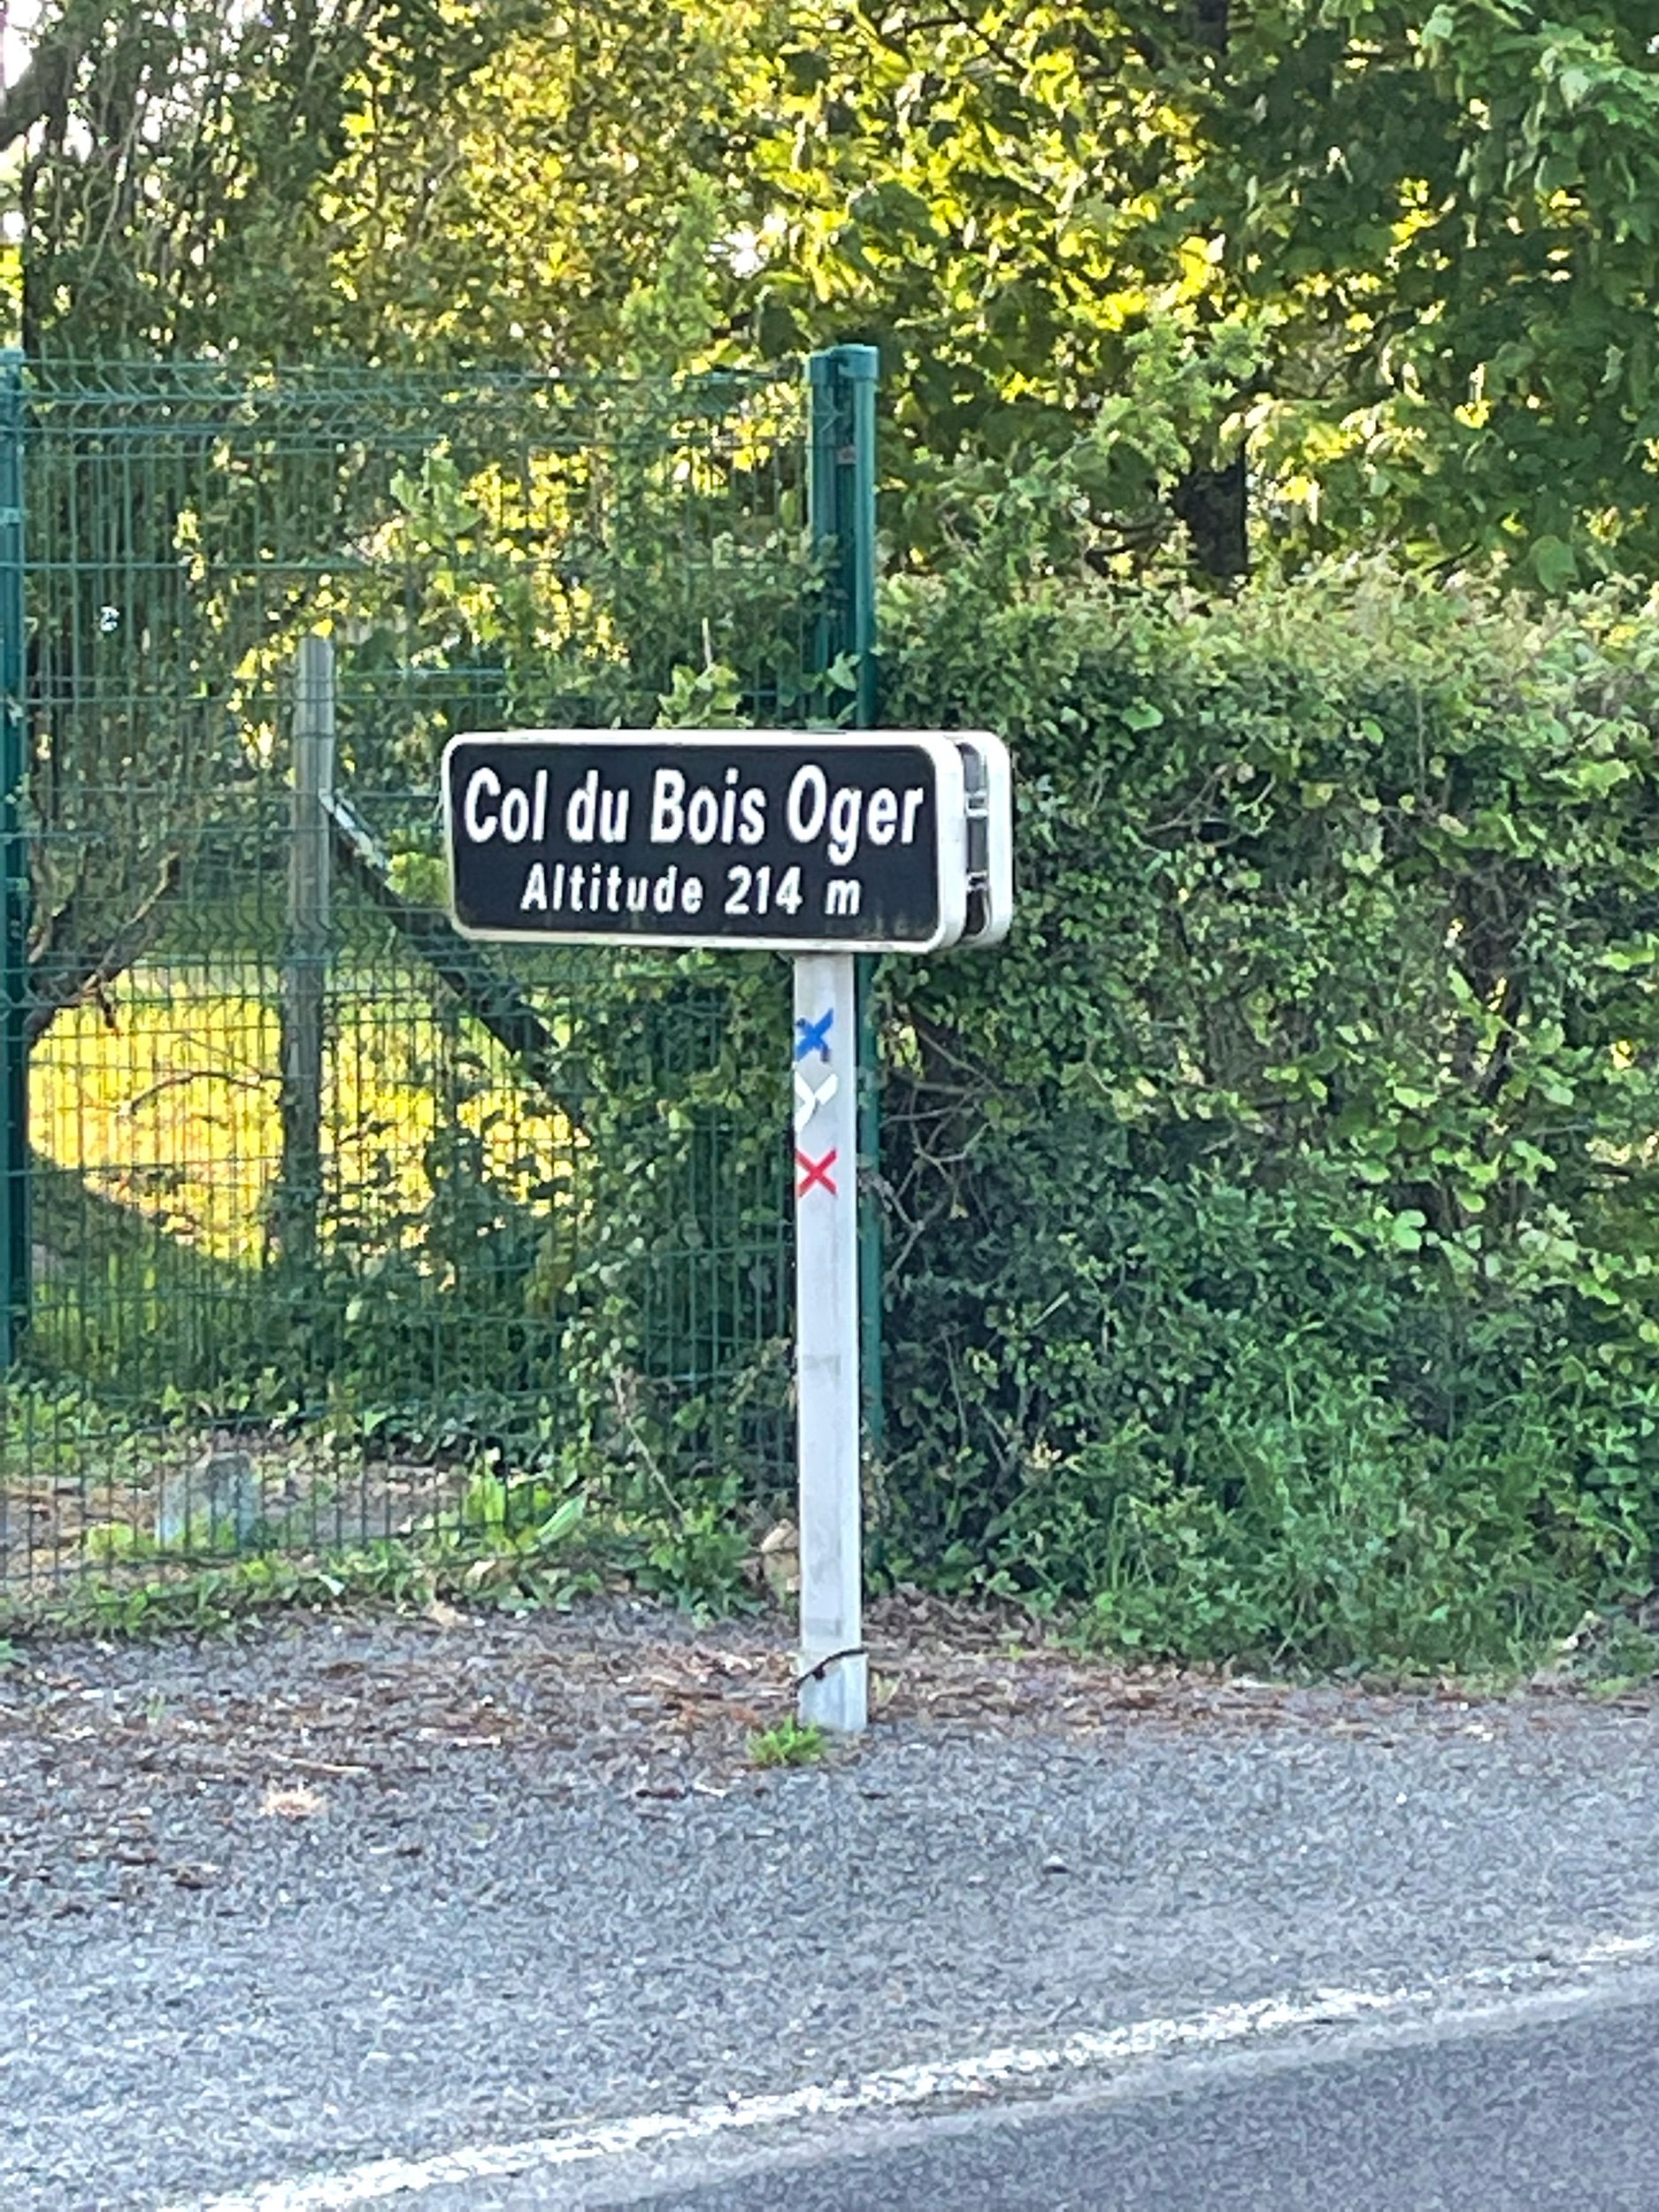 Col du Bois Oger
Altitude 214 m